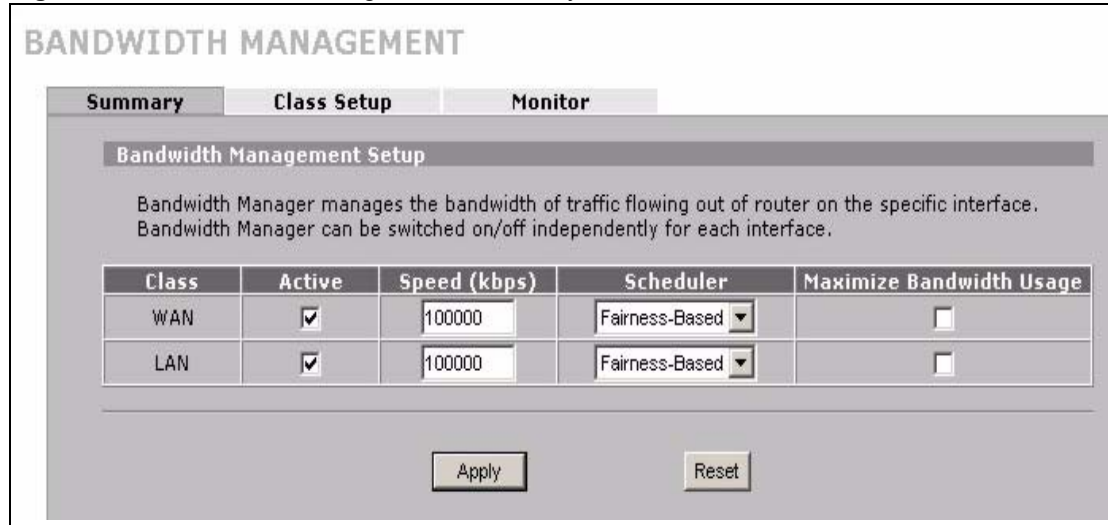 BANDWIDTH MANAGEMENT
Summary Class Setup Monitor
Bandwidth Management Setup
Bandwidth Manager manages the bandwidth of traffic flowing out of router on the specific interface.
Bandwidth Manager can be switched on/off independently for each interface.
Class Active Speed (kbps) Scheduler Maximize Bandwidth Usage
WAN 100000 Fairness-Based
LAN 100000 Fairness-Based
Apply Reset